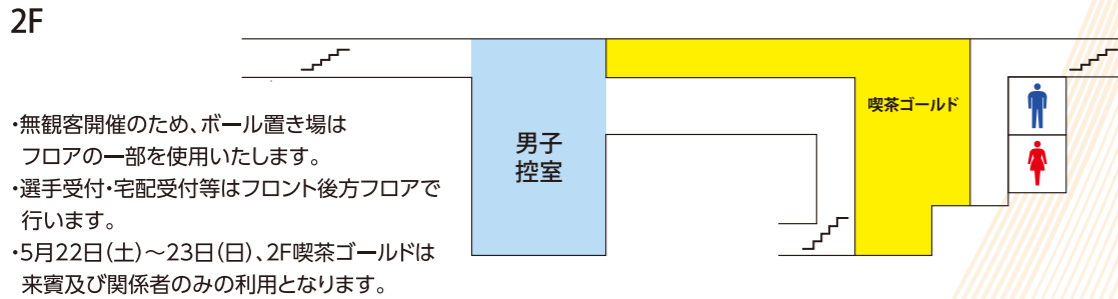 2F
・無観客開催のため、ボール置き場は
フロアの一部を使用いたします。
・選手受付・宅配受付等はフロント後方フロアで
行います。
・5月22日(土)～23日(日)、2F喫茶ゴールドは
来賓及び関係者のみの利用となります。
男子
控室
喫茶ゴールド